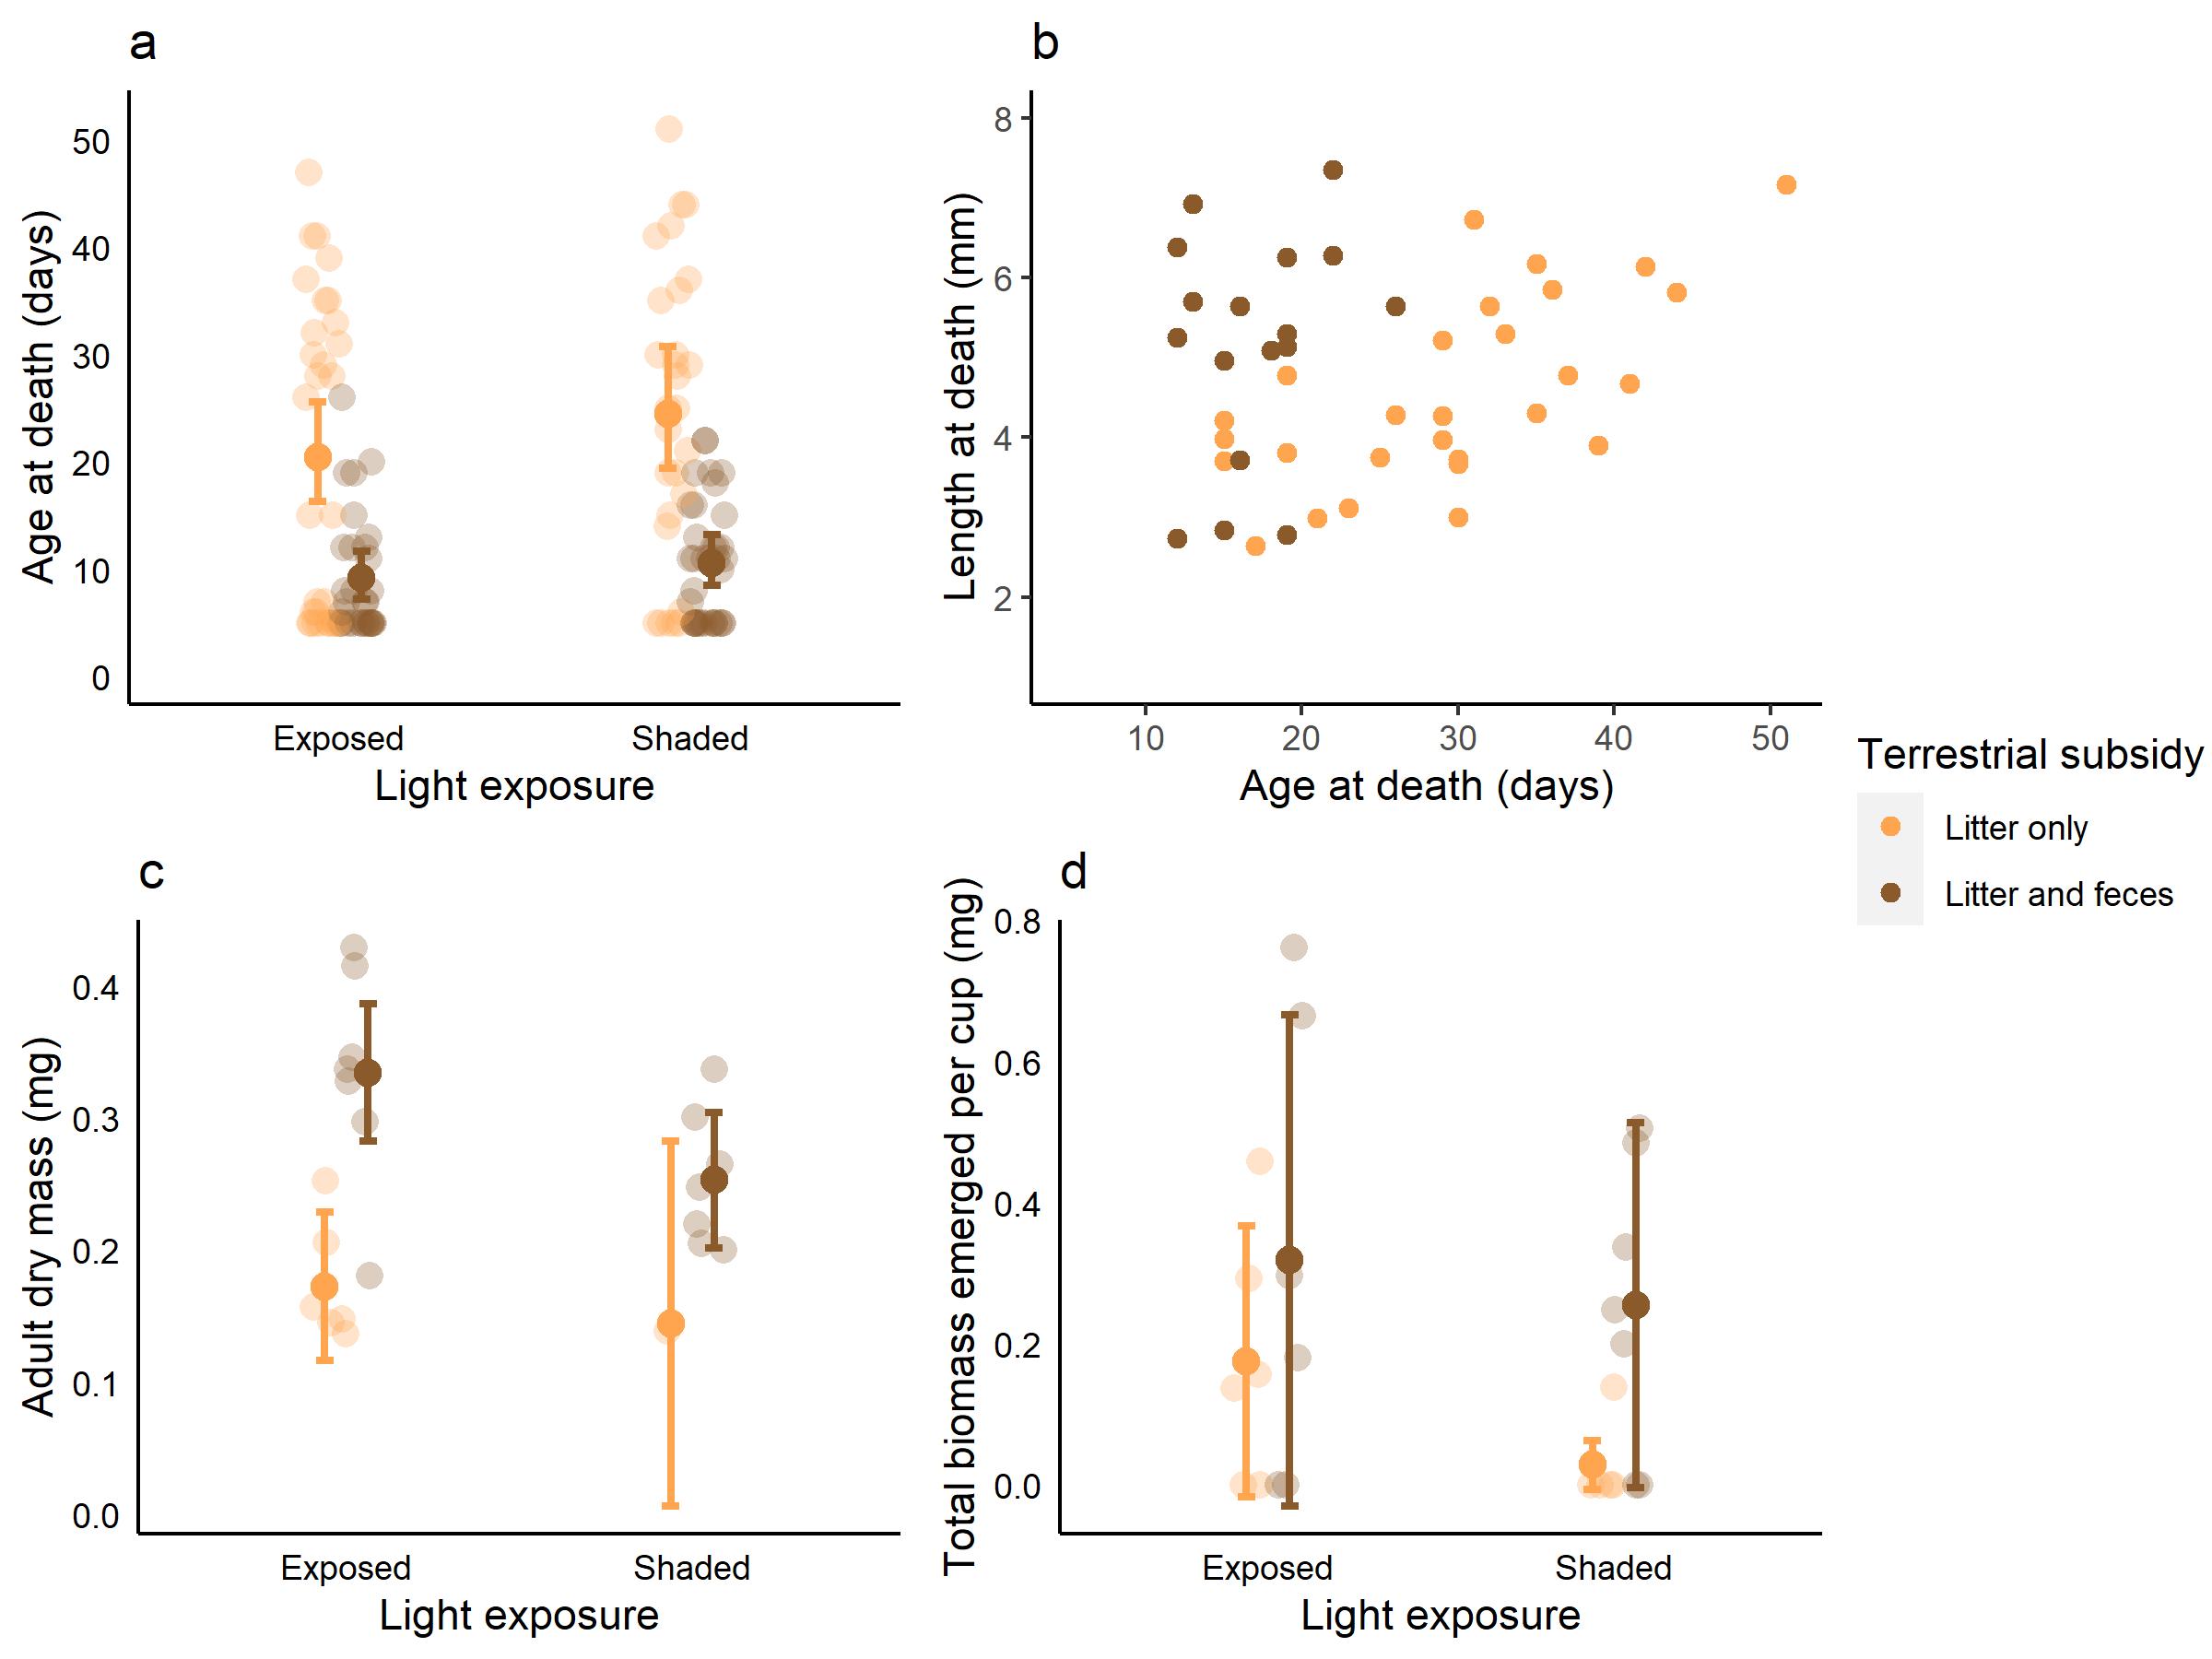 a
Age at death (days)
50
40
30
20
10
0
Exposed
Shaded
Light exposure
b
Length at death (mm)
8
6
4
2
10
20
30
40
50
Age at death (days)
Terrestrial subsidy
Litter only
Litter and feces
c
Adult dry mass (mg)
0.4
0.3
0.2
0.1
0.0
Exposed
Shaded
Light exposure
d
Total biomass emerged per cup (mg)
0.8
0.6
0.4
0.2
0.0
Exposed
Shaded
Light exposure